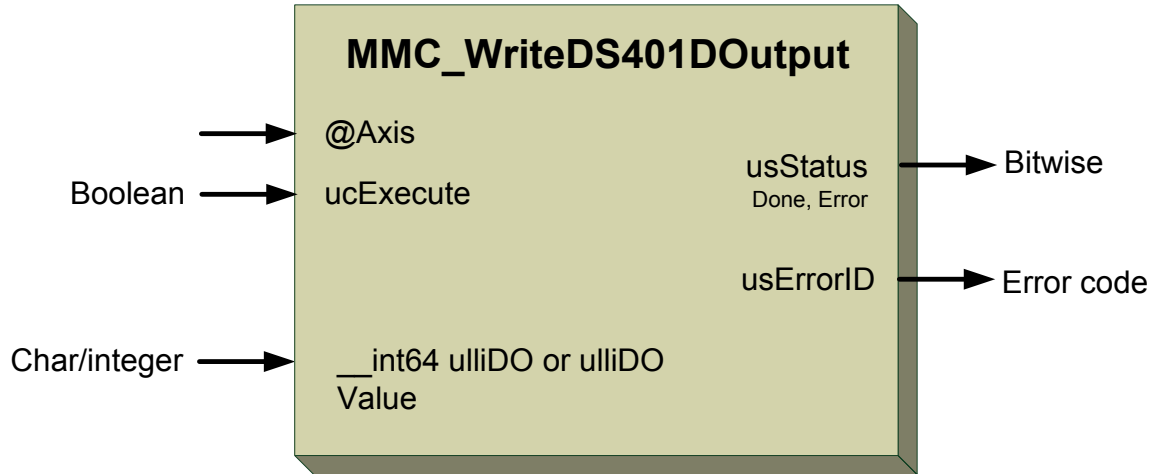 MMC_WriteDS401DOutput
@Axis
Boolean
ucExecute
usStatus
Done, Error
Bitwise
usErrorID
Error code
Char/integer
__int64 ulliDO or ulliDO
Value